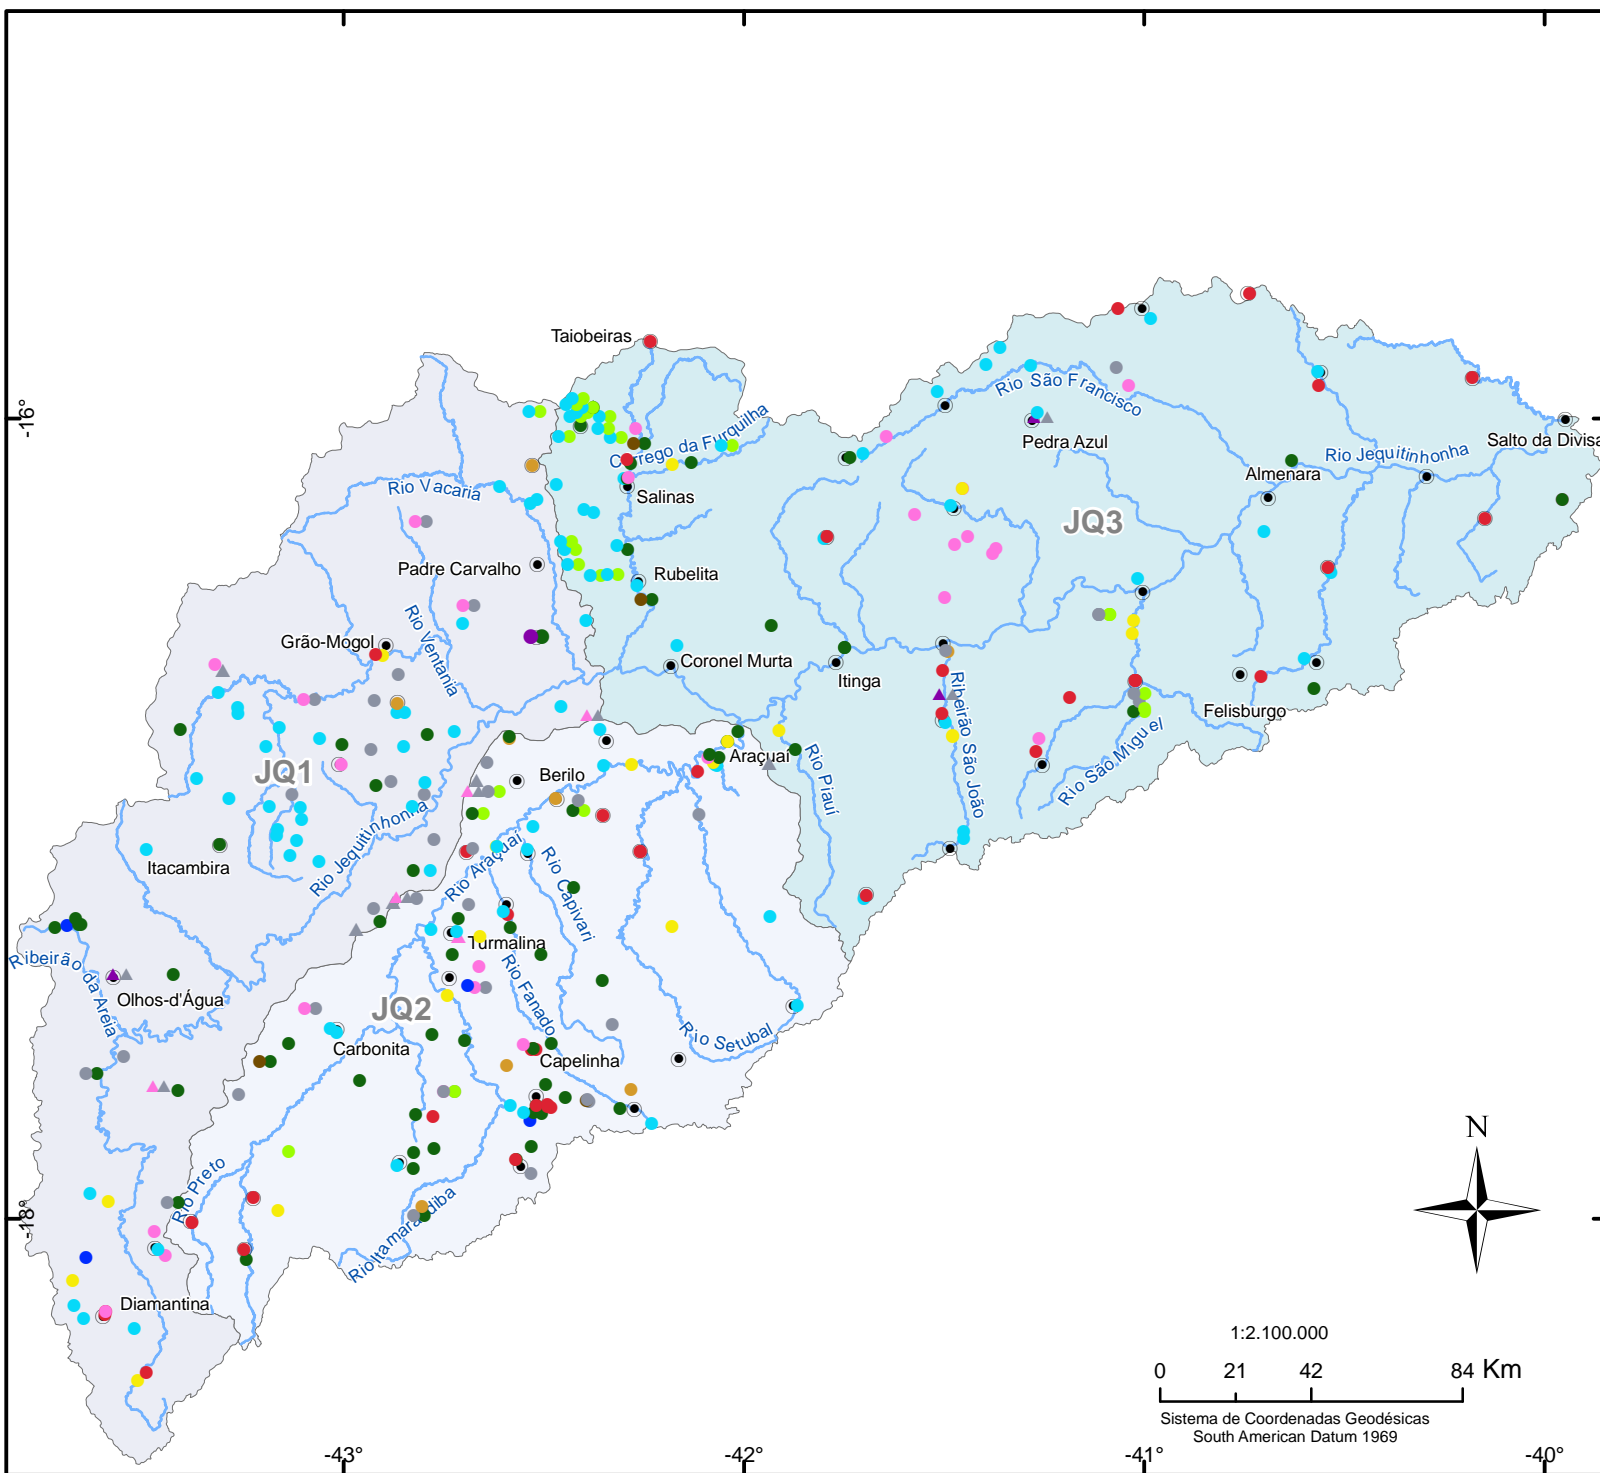 Taiobeiras
Rio São Francisco
-16°
Córrego da Furquilha
Pedra Azul
Salto da Divisa
Rio Jequitinhonha
Almenara
Rio Vacaria
Salinas
JQ3
Padre Carvalho
Rubelita
Rio Ventania
Grão-Mogol
Coronel Murta
Itinga
Ribeirão São João
Felisburgo
Rio São Miguel
Araçuaí
Rio Piauí
JQ1
Berilo
Rio Jequitinhonha
Rio Araçuaí
Itacambira
Rio Capivari
Turmalina
Ribeirão da Areia
Olhos-d'Água
Rio Fanado
JQ2
Rio Setubal
Carbonita
Capelinha
N
Rio Preto
-18°
Rio Itamarandiba
Diamantina
1:2.100.000
0 21 42 84 Km
Sistema de Coordenadas Geodésicas
South American Datum 1969
-43° -42° -41° -40°